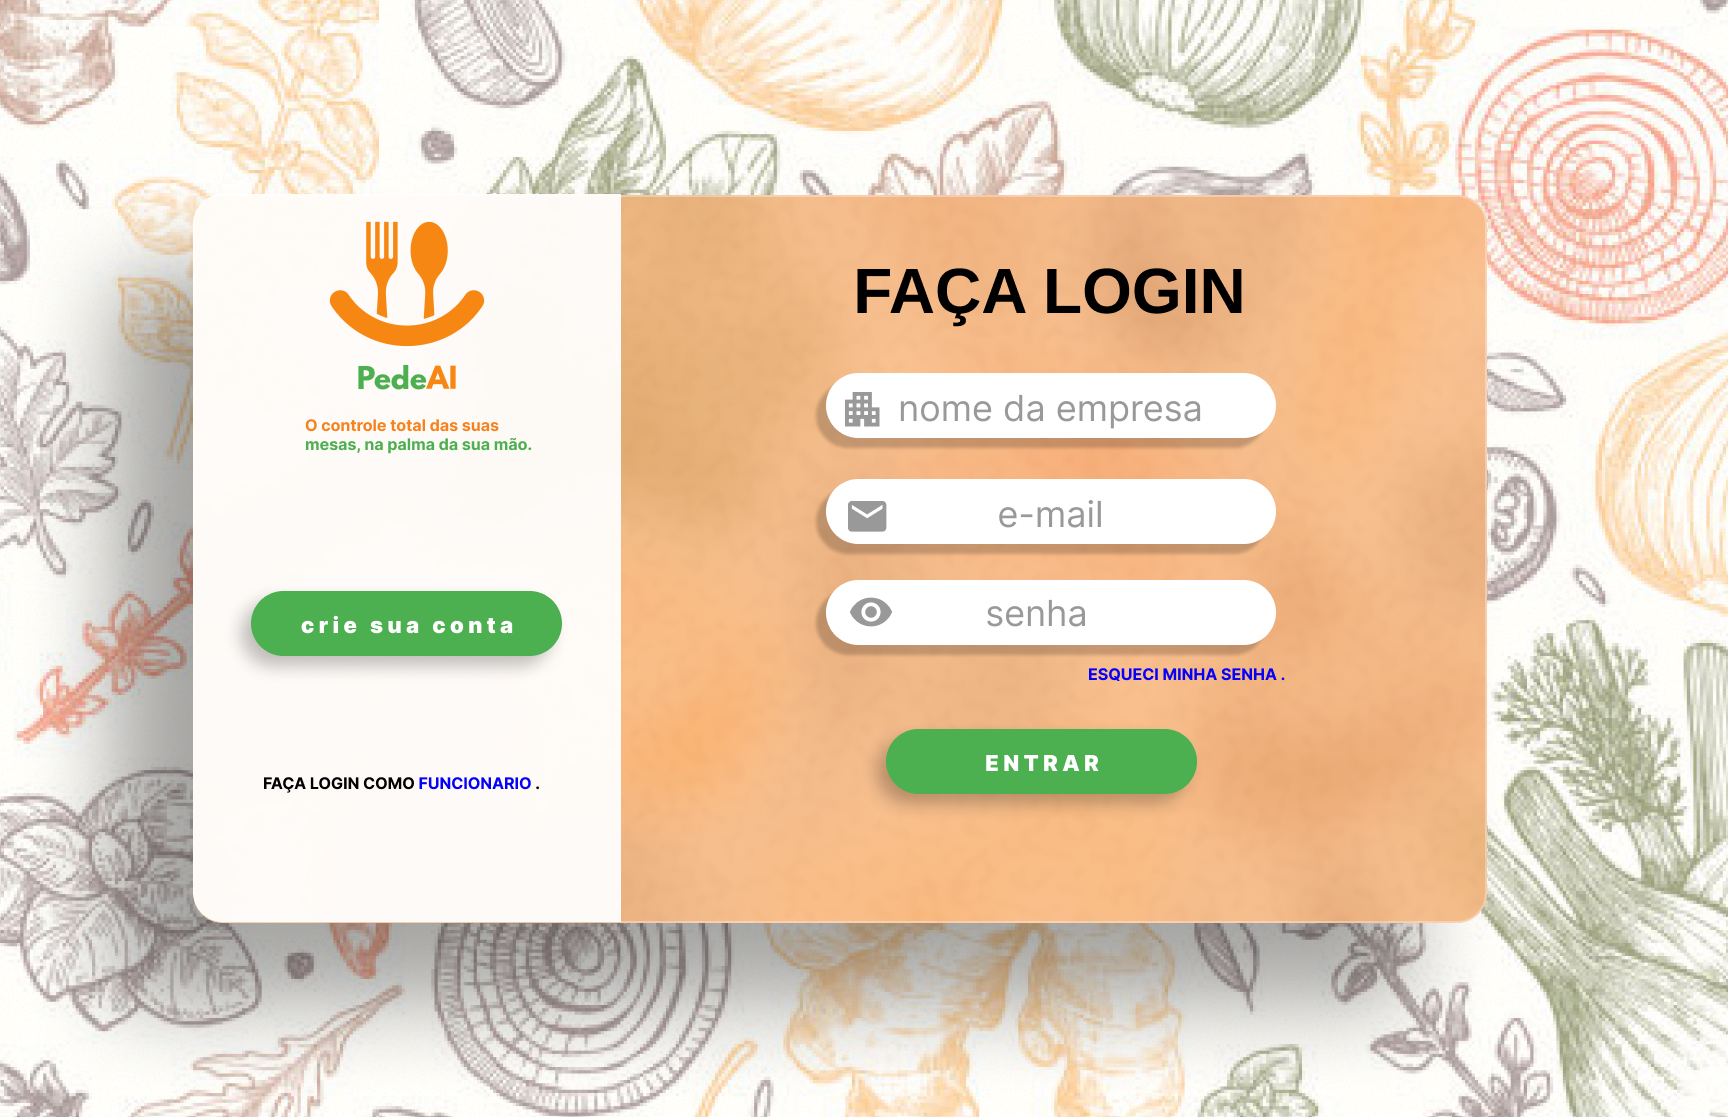 PedeAI
O controle total das suas
mesas, na palma da sua mão.
crie sua conta
FAÇA LOGIN COMO FUNCIONARIO .
FAÇA LOGIN
nome da empresa
e-mail
senha
ESQUECI MINHA SENHA .
ENTRAR